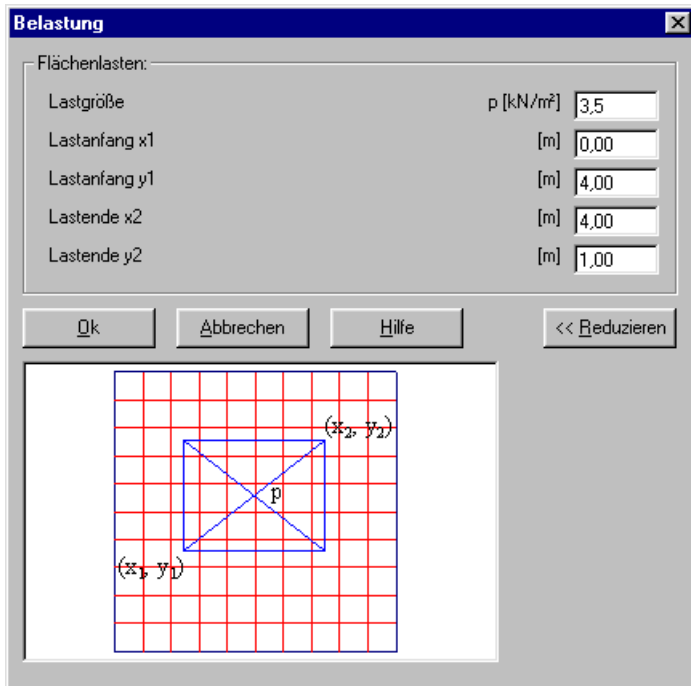 Belastung
Flächenlasten:
Lastgröße p [kN/m²] 3,5
Lastanfang x1 [m] 0,00
Lastanfang y1 [m] 4,00
Lastende x2 [m] 4,00
Lastende y2 [m] 1,00
Ok Abbrechen Hilfe << Reduzieren
(x₂, y₂)
p
(x₁, y₁)